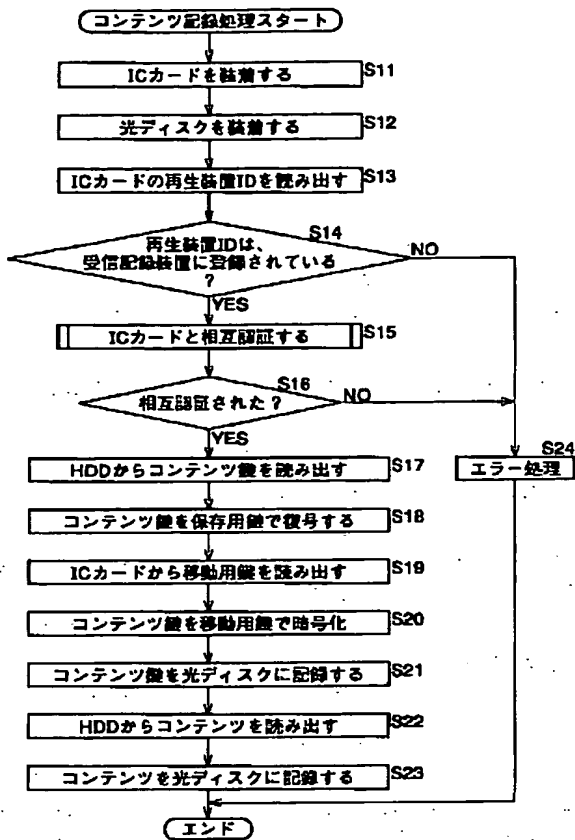 コンテンツ記録処理スタート
ICカードを装着する S11
光ディスクを装着する S12
ICカードの再生装置IDを読み出す S13
S14
再生装置IDは、
受信記録装置に登録されている
?
NO
YES
ICカードと相互認証する S15
S16
相互認証された?
NO
YES
S24
エラー処理
HDDからコンテンツ鍵を読み出す S17
コンテンツ鍵を保存用鍵で復号する S18
ICカードから移動用鍵を読み出す S19
コンテンツ鍵を移動用鍵で暗号化 S20
コンテンツ鍵を光ディスクに記録する S21
HDDからコンテンツを読み出す S22
コンテンツを光ディスクに記録する S23
エンド